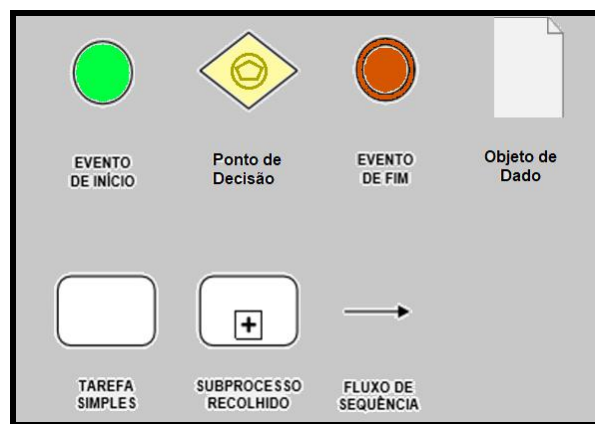 EVENTO
DE INÍCIO
Ponto de
Decisão
EVENTO
DE FIM
Objeto de
Dado
TAREFA
SIMPLES
SUBPROCESSO
RECOLHIDO
FLUXO DE
SEQUÊNCIA